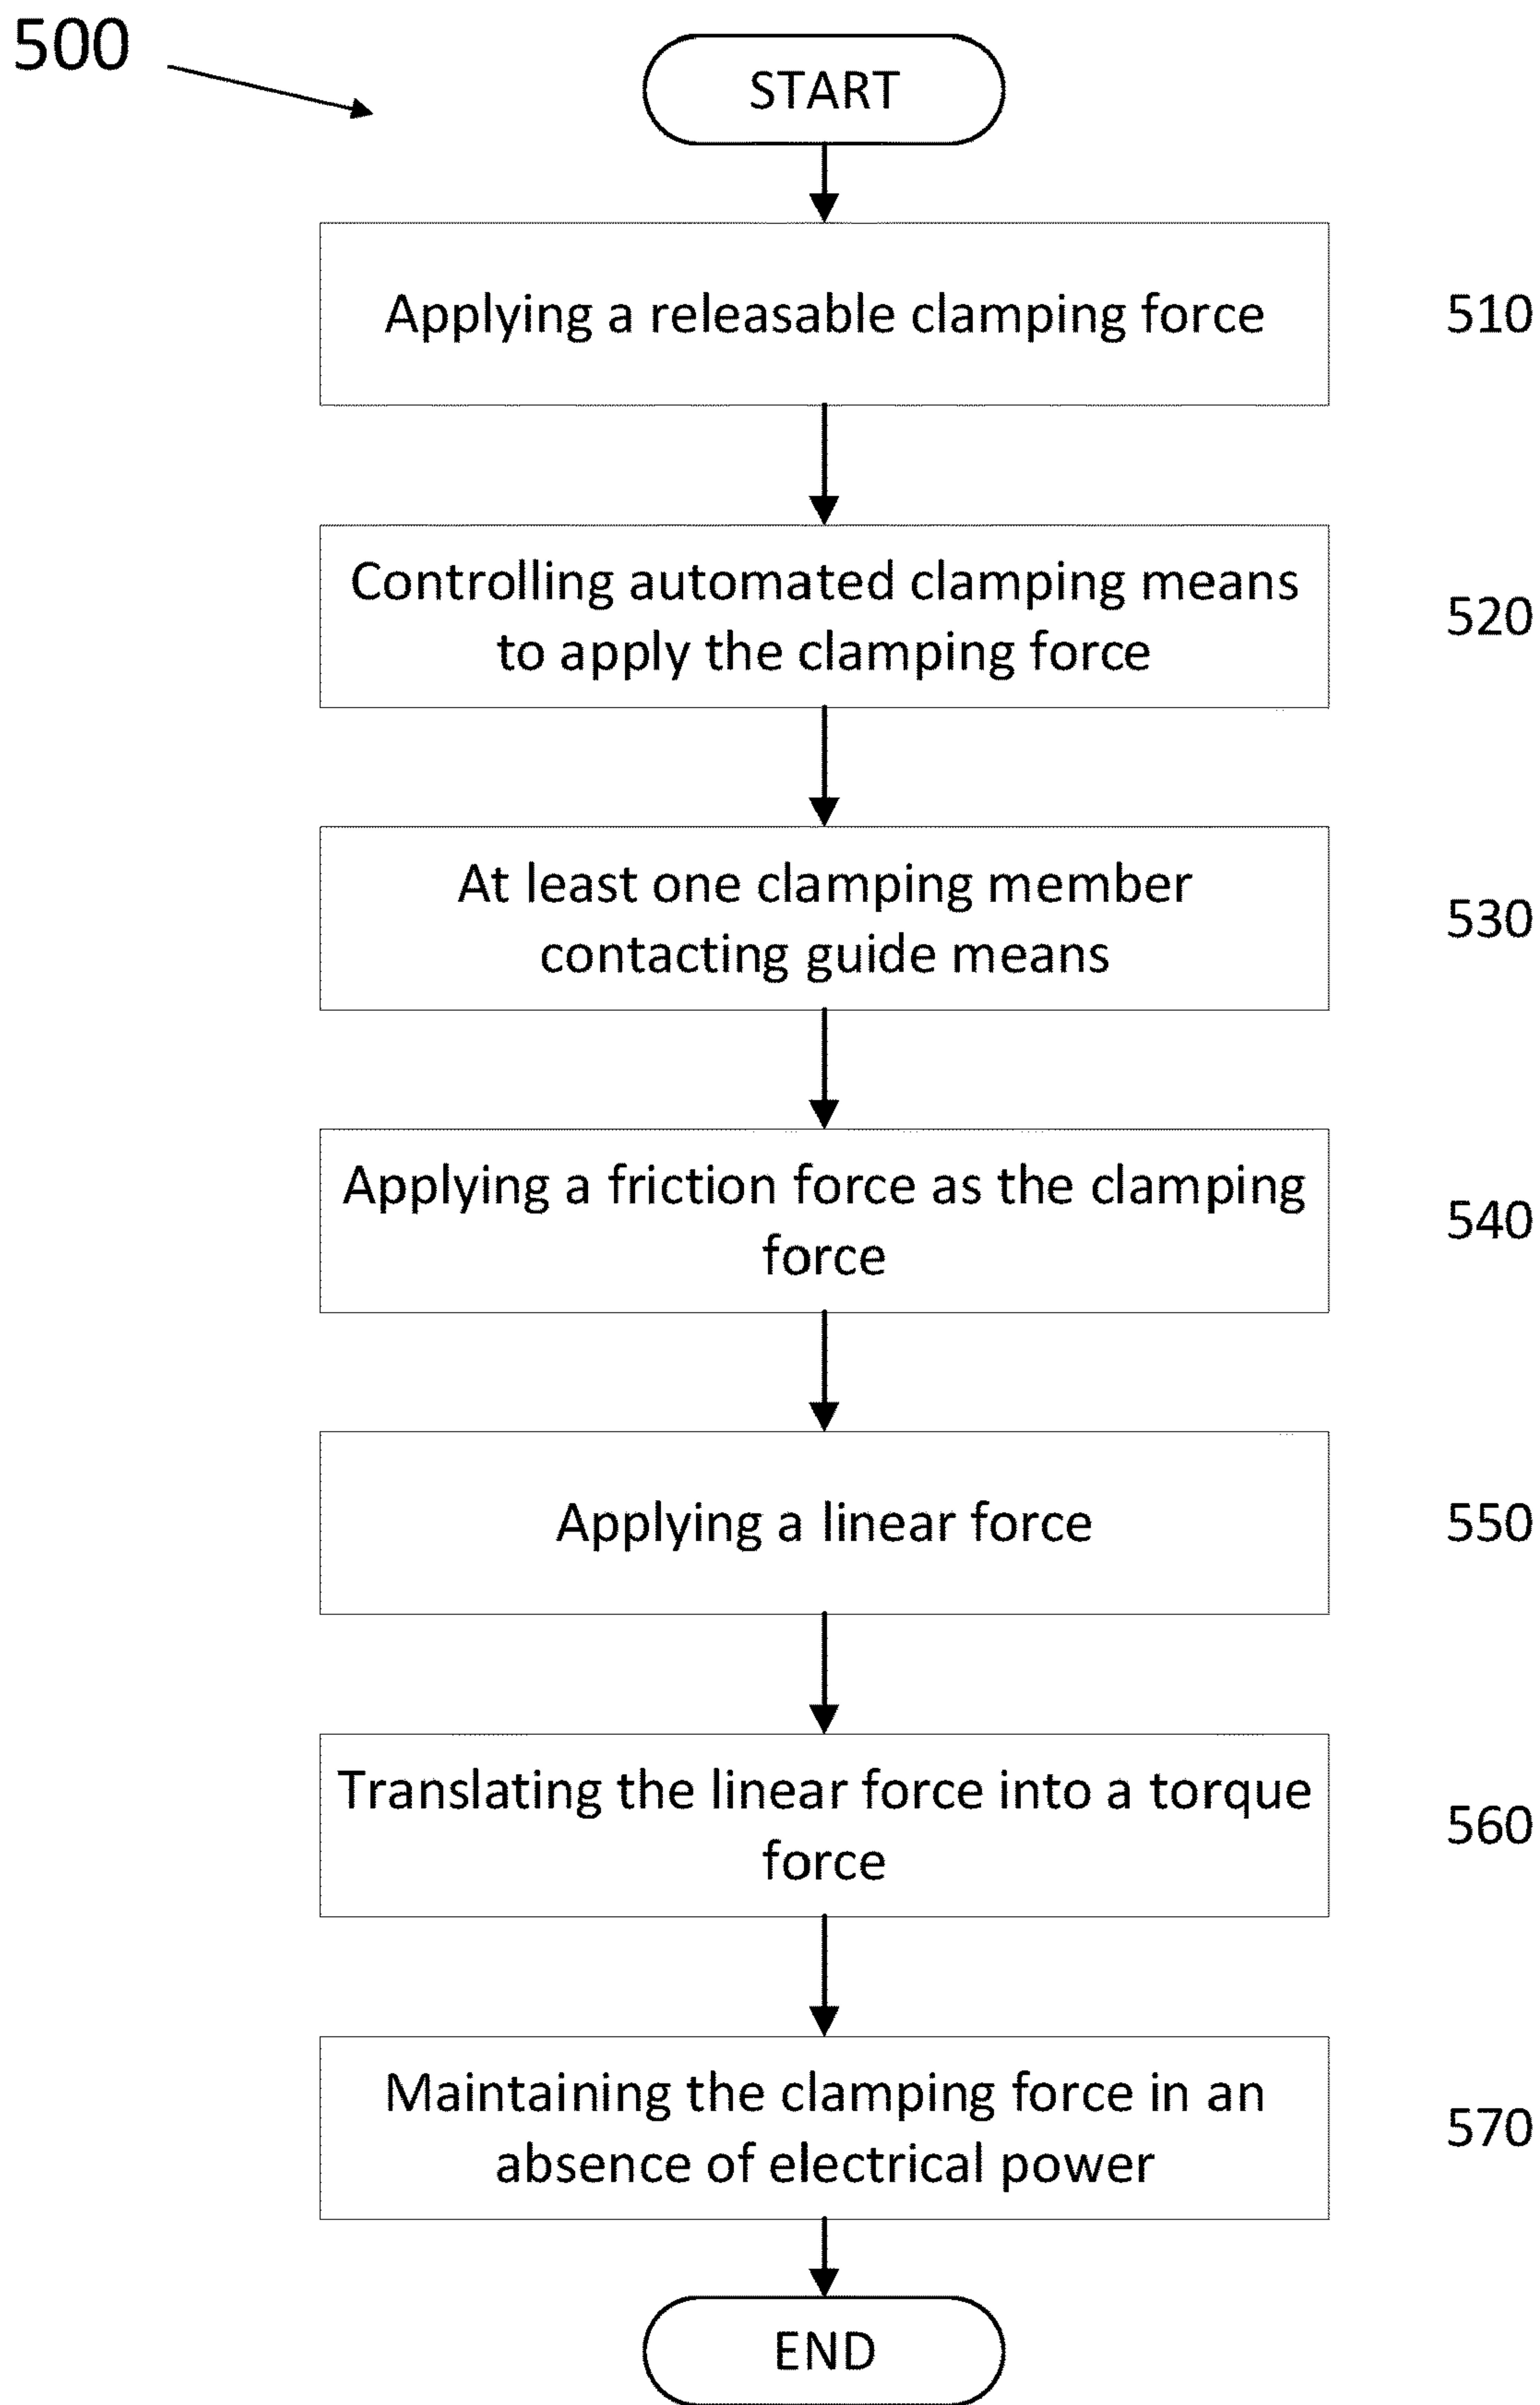 500
START
Applying a releasable clamping force
510
Controlling automated clamping means
to apply the clamping force
520
At least one clamping member
contacting guide means
530
Applying a friction force as the clamping
force
540
Applying a linear force
550
Translating the linear force into a torque
force
560
Maintaining the clamping force in an
absence of electrical power
570
END